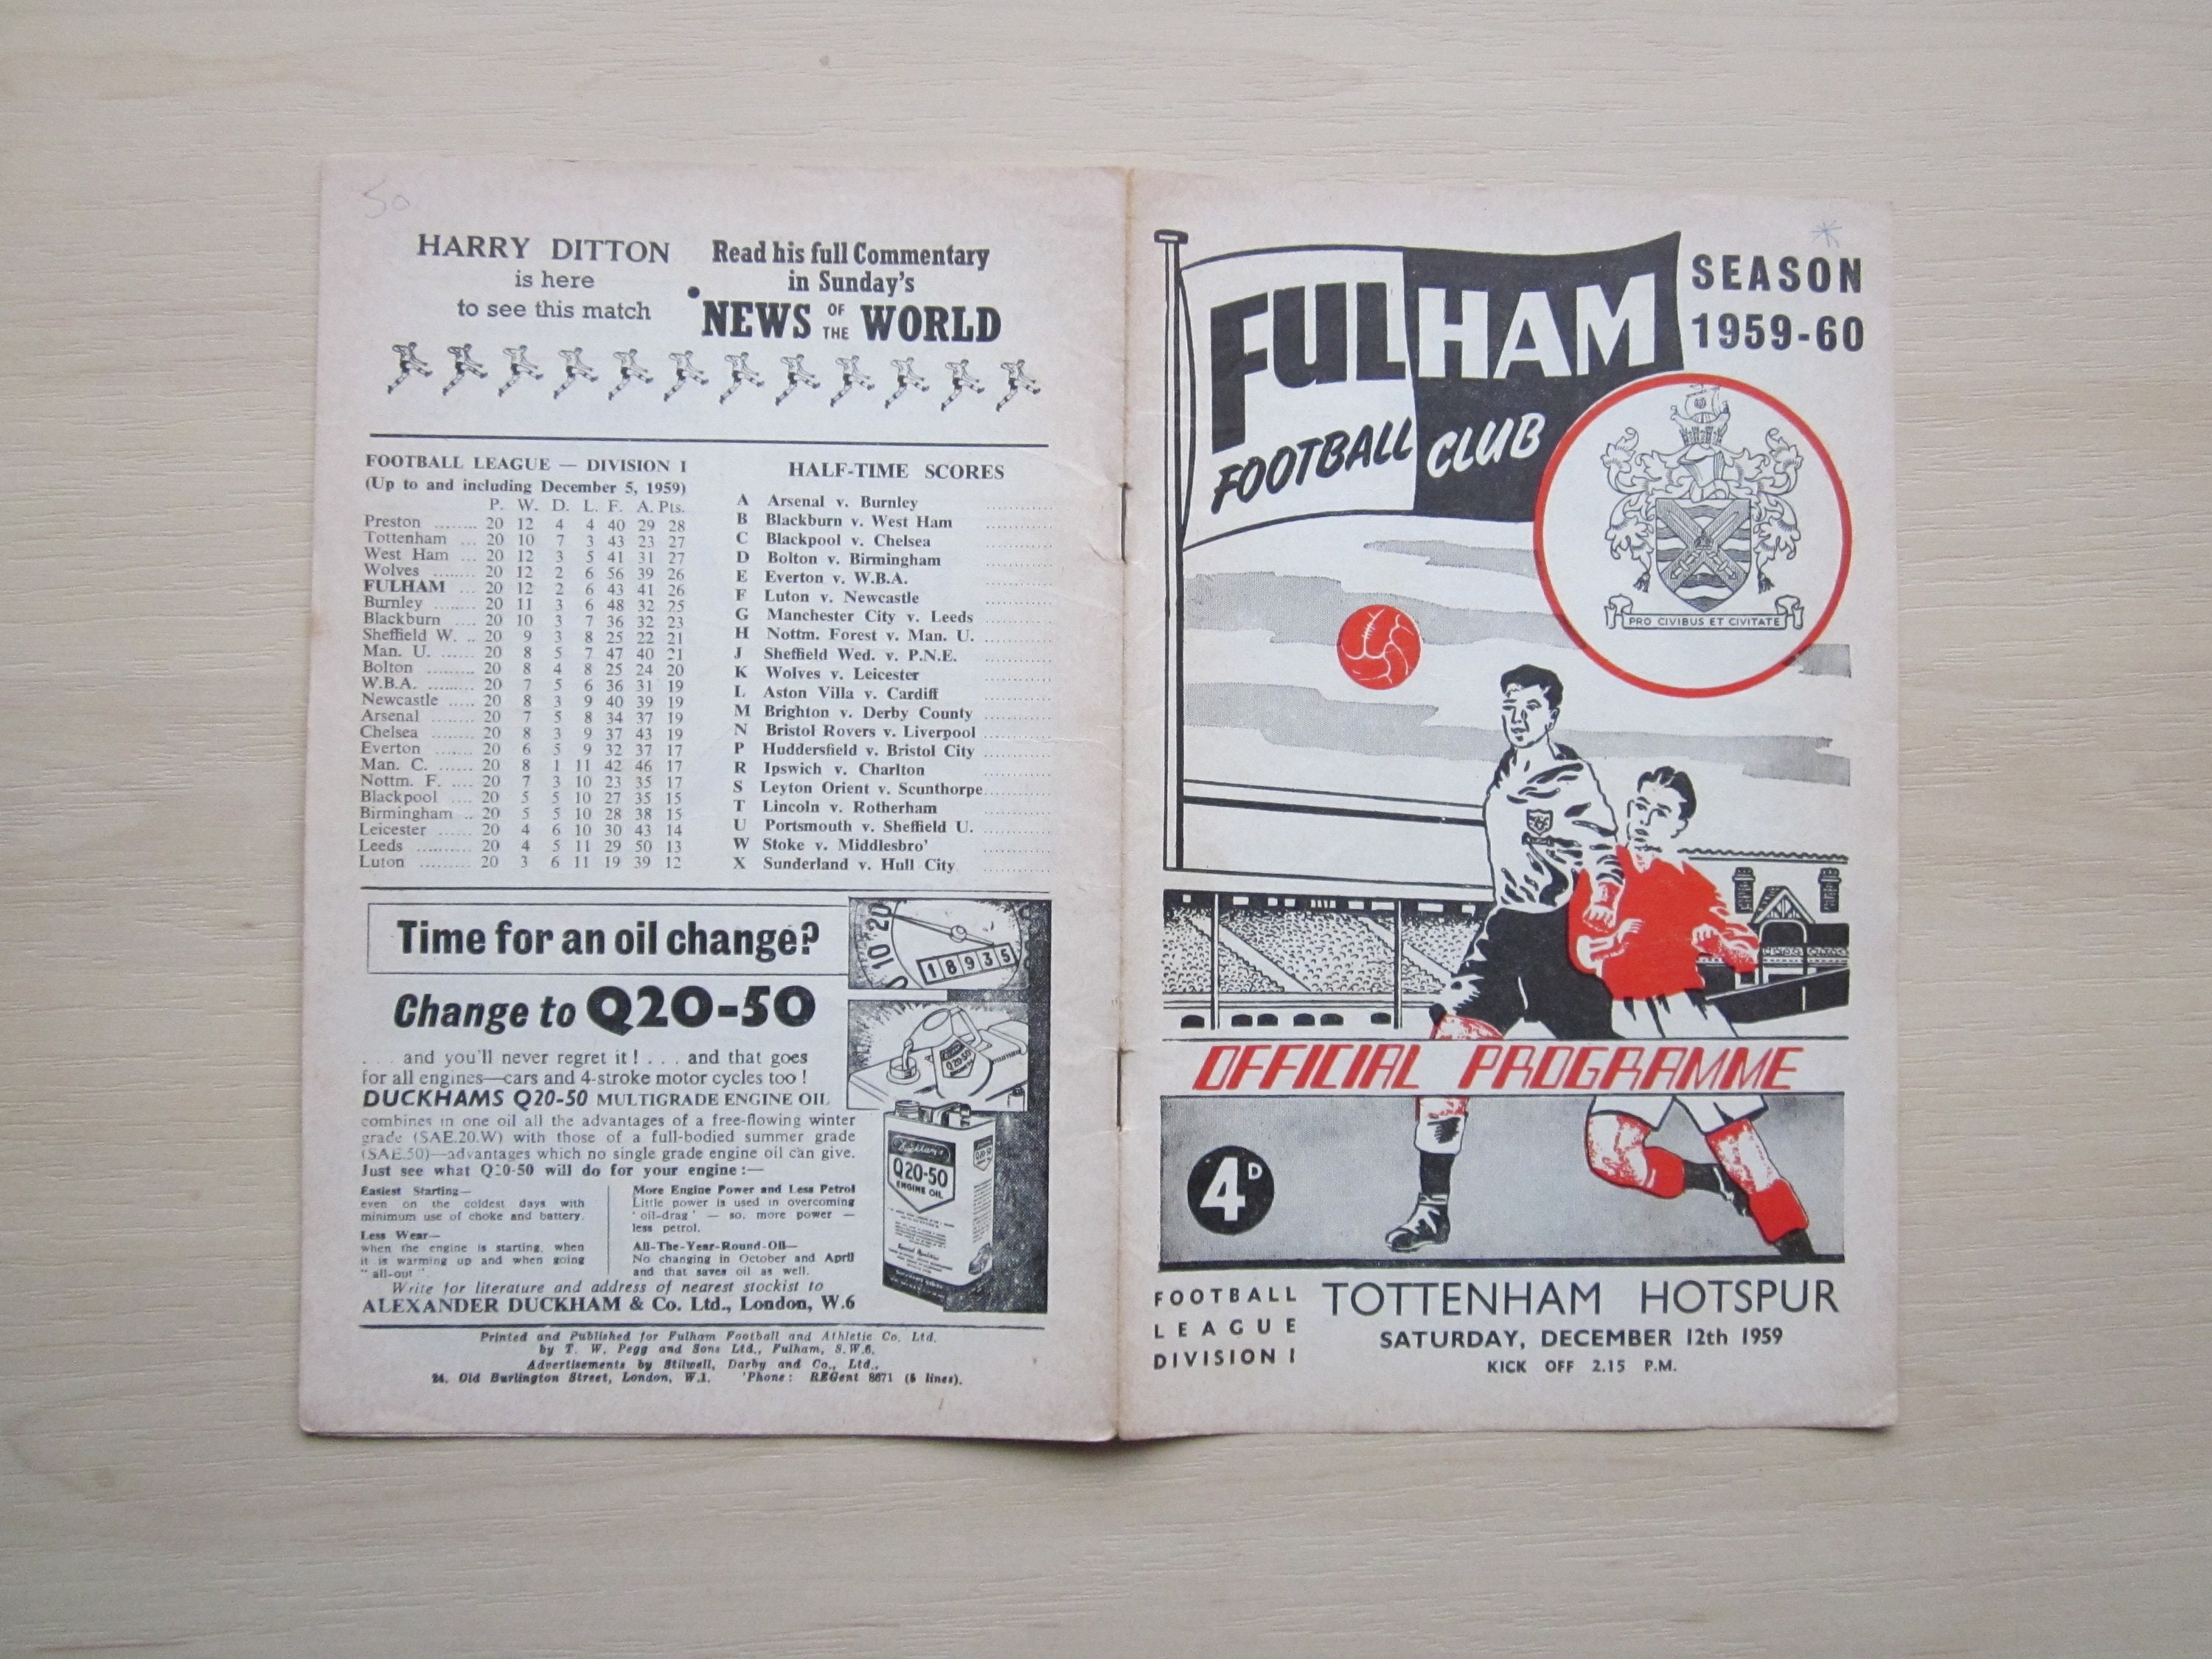 50
HARRY DITTON
is here
to see this match
Read his full Commentary
in Sunday's
NEWS OF THE WORLD
FOOTBALL LEAGUE — DIVISION I
(Up to and including December 5, 1959)
P. W. D. L. F. A. Pts.
Preston ........ 20 12 4 4 40 29 28
Tottenham ... 20 10 7 3 43 23 27
West Ham ... 20 12 3 5 41 31 27
Wolves ........ 20 12 2 6 56 39 26
FULHAM ... 20 12 2 6 43 41 26
Burnley ........ 20 11 3 6 48 32 25
Blackburn .... 20 10 3 7 36 32 23
Sheffield W. .. 20 9 3 8 25 22 21
Man. U. ...... 20 8 5 7 47 40 21
Bolton ........ 20 8 4 8 25 24 20
W.B.A. ........ 20 7 5 6 36 31 19
Newcastle ..... 20 8 3 9 40 39 19
Arsenal ........ 20 7 5 8 34 37 19
Chelsea ........ 20 8 3 9 37 43 19
Everton ........ 20 6 5 9 32 37 17
Man. C. ...... 20 8 1 11 42 46 17
Nottm. F. .... 20 7 3 10 23 35 17
Blackpool .... 20 5 5 10 27 35 15
Birmingham .. 20 5 5 10 28 38 15
Leicester ...... 20 4 6 10 30 43 14
Leeds .......... 20 4 5 11 29 50 13
Luton .......... 20 3 6 11 19 39 12
HALF-TIME SCORES
A Arsenal v. Burnley
B Blackburn v. West Ham
C Blackpool v. Chelsea
D Bolton v. Birmingham
E Everton v. W.B.A.
F Luton v. Newcastle
G Manchester City v. Leeds
H Nottm. Forest v. Man. U.
J Sheffield Wed. v. P.N.E.
K Wolves v. Leicester
L Aston Villa v. Cardiff
M Brighton v. Derby County
N Bristol Rovers v. Liverpool
P Huddersfield v. Bristol City
R Ipswich v. Charlton
S Leyton Orient v. Scunthorpe
T Lincoln v. Rotherham
U Portsmouth v. Sheffield U.
W Stoke v. Middlesbro'
X Sunderland v. Hull City
Time for an oil change?
0 10 20
18935
Change to Q20-50
. . . and you'll never regret it ! . . . and that goes
for all engines—cars and 4-stroke motor cycles too !
DUCKHAMS Q20-50 MULTIGRADE ENGINE OIL
combines in one oil all the advantages of a free-flowing winter
grade (SAE.20.W) with those of a full-bodied summer grade
(SAE.50)—advantages which no single grade engine oil can give.
Just see what Q20-50 will do for your engine :—
Easiest Starting—
even on the coldest days with
minimum use of choke and battery.
Less Wear—
when the engine is starting, when
it is warming up and when going
" all-out ".
More Engine Power and Less Petrol
Little power is used in overcoming
' oil-drag ' — so, more power —
less petrol.
All-The-Year-Round-Oil—
No changing in October and April
and that saves oil as well.
Write for literature and address of nearest stockist to
ALEXANDER DUCKHAM & Co. Ltd., London, W.6
Q20-50
Duckham's
Q20-50
ENGINE OIL
Q20-50
Printed and Published for Fulham Football and Athletic Co. Ltd.
by T. W. Pegg and Sons Ltd., Fulham, S.W.6.
Advertisements by Stilwell, Darby and Co., Ltd.,
24, Old Burlington Street, London, W.1. 'Phone : REGent 8671 (5 lines).
FULHAM
FOOTBALL CLUB
SEASON
1959-60
PRO CIVIBUS ET CIVITATE
OFFICIAL PROGRAMME
4D
FOOTBALL
LEAGUE
DIVISION I
TOTTENHAM HOTSPUR
SATURDAY, DECEMBER 12th 1959
KICK OFF 2.15 P.M.